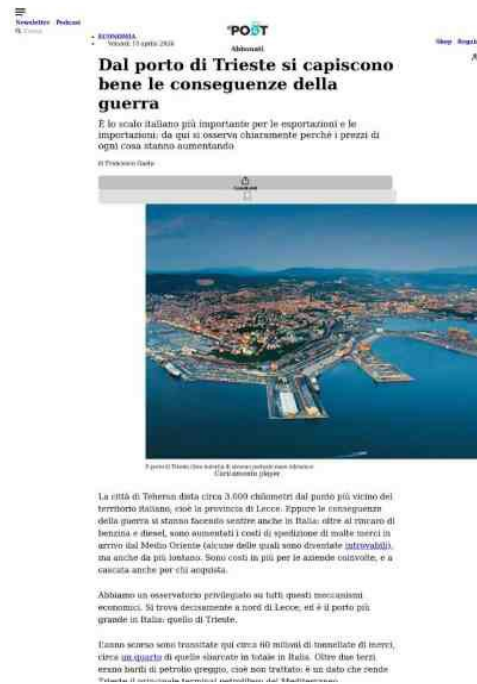 Newsletter Podcast
ECONOMIA
IL POST
Shop Regala
Abbonati
Dal porto di Trieste si capiscono
bene le conseguenze della
guerra
È lo scalo italiano più importante per le esportazioni e le
importazioni: da qui si osserva chiaramente perché i prezzi di
ogni cosa stanno aumentando
di Francesco Gaeta
Condividi
Caricamento player
La città di Teheran dista circa 3.000 chilometri dal punto più vicino del
territorio italiano, cioè la provincia di Lecce. Eppure le conseguenze
della guerra si stanno facendo sentire anche in Italia: oltre al rincaro di
benzina e diesel, sono aumentati i costi di spedizione di molte merci in
arrivo dal Medio Oriente (alcune delle quali sono diventate introvabili),
ma anche da più lontano. Sono costi in più per le aziende coinvolte, e a
cascata anche per chi acquista.
Abbiamo un osservatorio privilegiato su tutti questi meccanismi
economici. Si trova decisamente a nord di Lecce, ed è il porto più
grande in Italia: quello di Trieste.
L'anno scorso sono transitate qui circa 60 milioni di tonnellate di merci,
circa un quarto di quelle sbarcate in totale in Italia. Oltre due terzi
erano barili di petrolio greggio, cioè non trattato: è un dato che rende
Trieste il principale terminal petrolifero del Mediterraneo